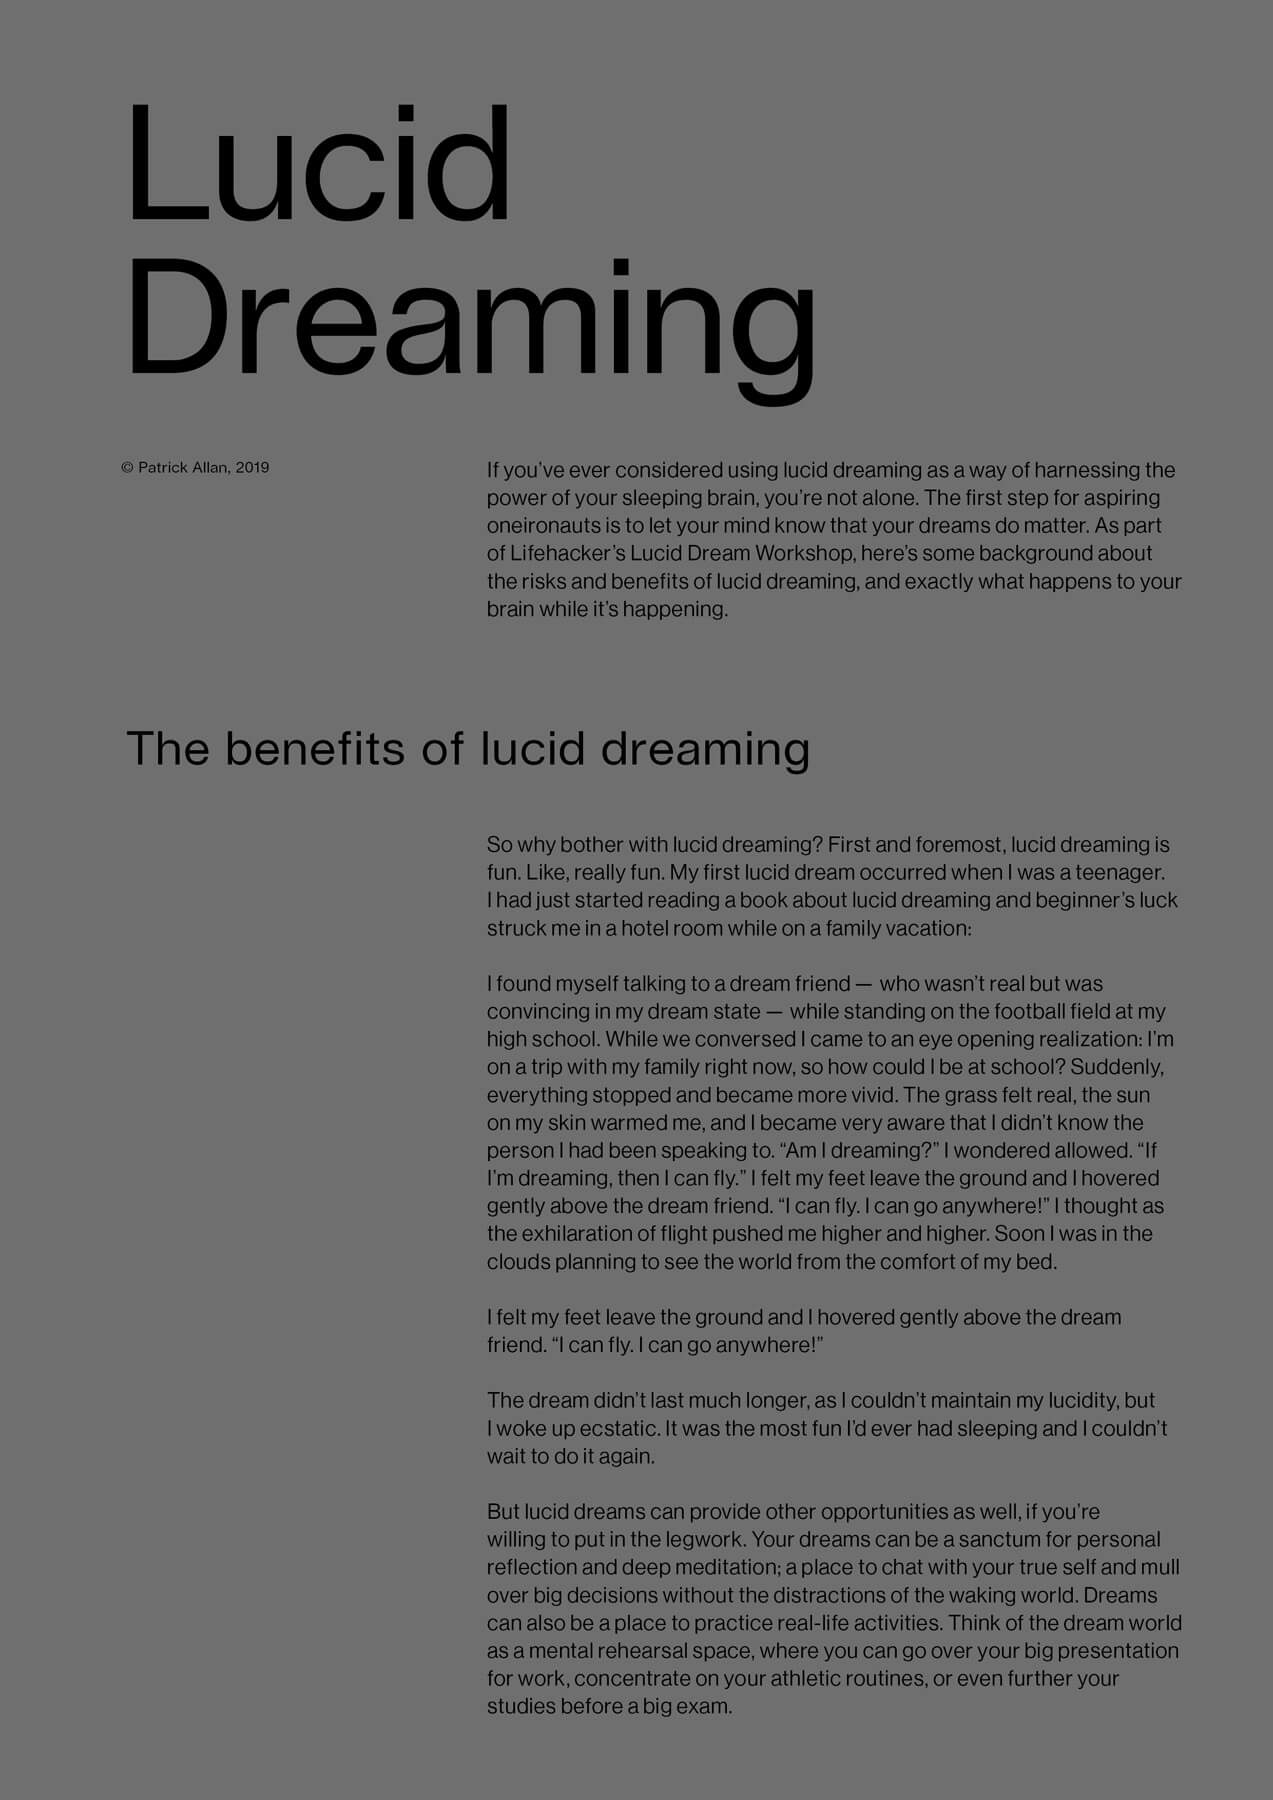 Lucid
Dreaming
© Patrick Allan, 2019
If you’ve ever considered using lucid dreaming as a way of harnessing the
power of your sleeping brain, you’re not alone. The first step for aspiring
oneironauts is to let your mind know that your dreams do matter. As part
of Lifehacker’s Lucid Dream Workshop, here’s some background about
the risks and benefits of lucid dreaming, and exactly what happens to your
brain while it’s happening.
The benefits of lucid dreaming
So why bother with lucid dreaming? First and foremost, lucid dreaming is
fun. Like, really fun. My first lucid dream occurred when I was a teenager.
I had just started reading a book about lucid dreaming and beginner’s luck
struck me in a hotel room while on a family vacation:
I found myself talking to a dream friend — who wasn’t real but was
convincing in my dream state — while standing on the football field at my
high school. While we conversed I came to an eye opening realization: I’m
on a trip with my family right now, so how could I be at school? Suddenly,
everything stopped and became more vivid. The grass felt real, the sun
on my skin warmed me, and I became very aware that I didn’t know the
person I had been speaking to. “Am I dreaming?” I wondered allowed. “If
I’m dreaming, then I can fly.” I felt my feet leave the ground and I hovered
gently above the dream friend. “I can fly. I can go anywhere!” I thought as
the exhilaration of flight pushed me higher and higher. Soon I was in the
clouds planning to see the world from the comfort of my bed.
I felt my feet leave the ground and I hovered gently above the dream
friend. “I can fly. I can go anywhere!”
The dream didn’t last much longer, as I couldn’t maintain my lucidity, but
I woke up ecstatic. It was the most fun I’d ever had sleeping and I couldn’t
wait to do it again.
But lucid dreams can provide other opportunities as well, if you’re
willing to put in the legwork. Your dreams can be a sanctum for personal
reflection and deep meditation; a place to chat with your true self and mull
over big decisions without the distractions of the waking world. Dreams
can also be a place to practice real-life activities. Think of the dream world
as a mental rehearsal space, where you can go over your big presentation
for work, concentrate on your athletic routines, or even further your
studies before a big exam.